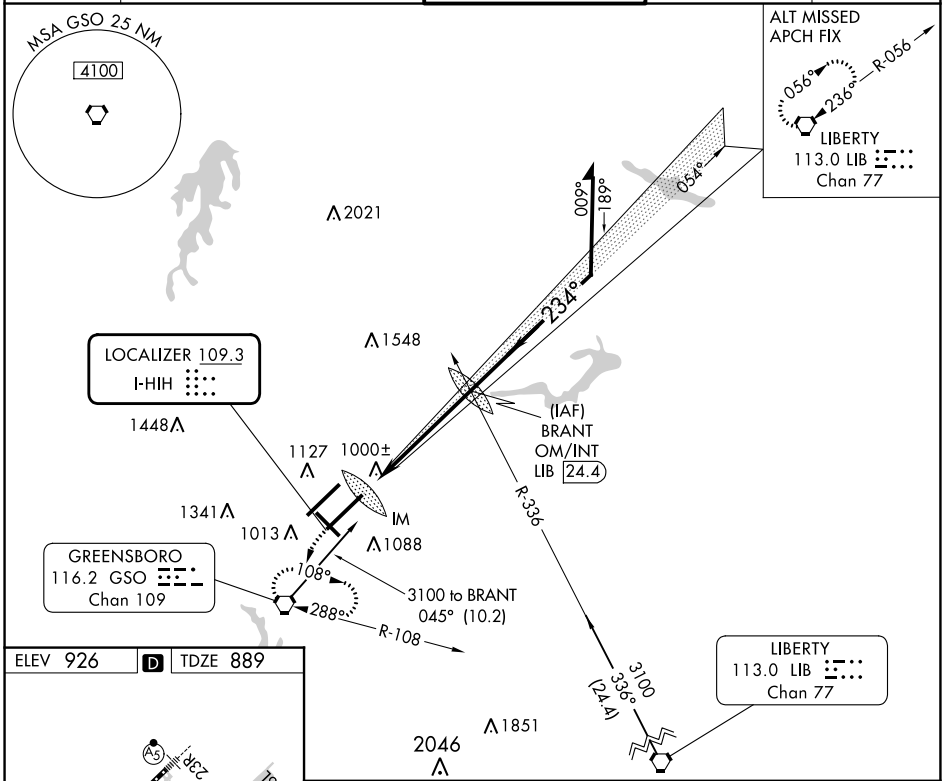 MSA GSO 25 NM
4100
ALT MISSED
APCH FIX
R-056
056°
236°
LIBERTY
113.0 LIB
Chan 77
2021
009°
189°
054°
234°
1548
LOCALIZER 109.3
I-HIH
1448
(IAF)
BRANT
OM/INT
LIB 24.4
1127
1000±
R-336
1341
1013
IM
1088
GREENSBORO
116.2 GSO
Chan 109
108°
288°
R-108
3100 to BRANT
045° (10.2)
3100
336°
(24.4)
LIBERTY
113.0 LIB
Chan 77
ELEV 926
D
TDZE 889
1851
2046
A5
23R